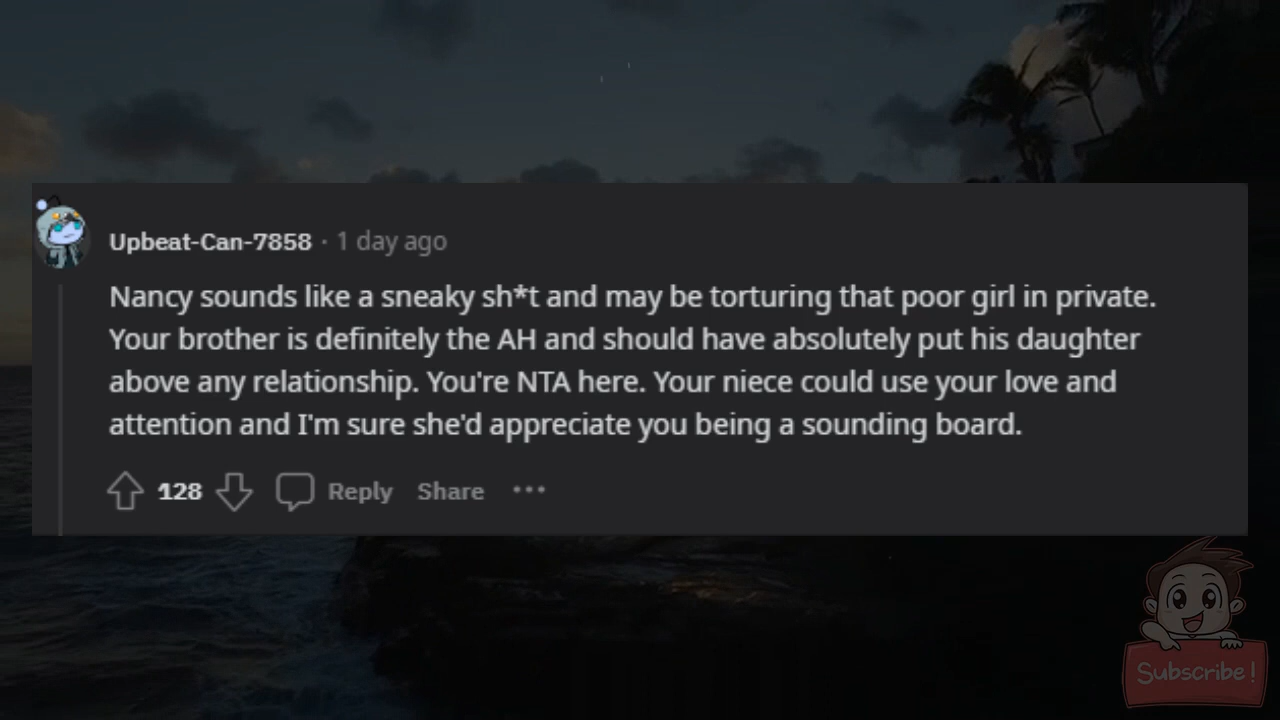 Upbeat-Can-7858 · 1 day ago
Nancy sounds like a sneaky sh*t and may be torturing that poor girl in private.
Your brother is definitely the AH and should have absolutely put his daughter
above any relationship. You're NTA here. Your niece could use your love and
attention and I'm sure she'd appreciate you being a sounding board.
128 Reply Share ···
Subscribe!